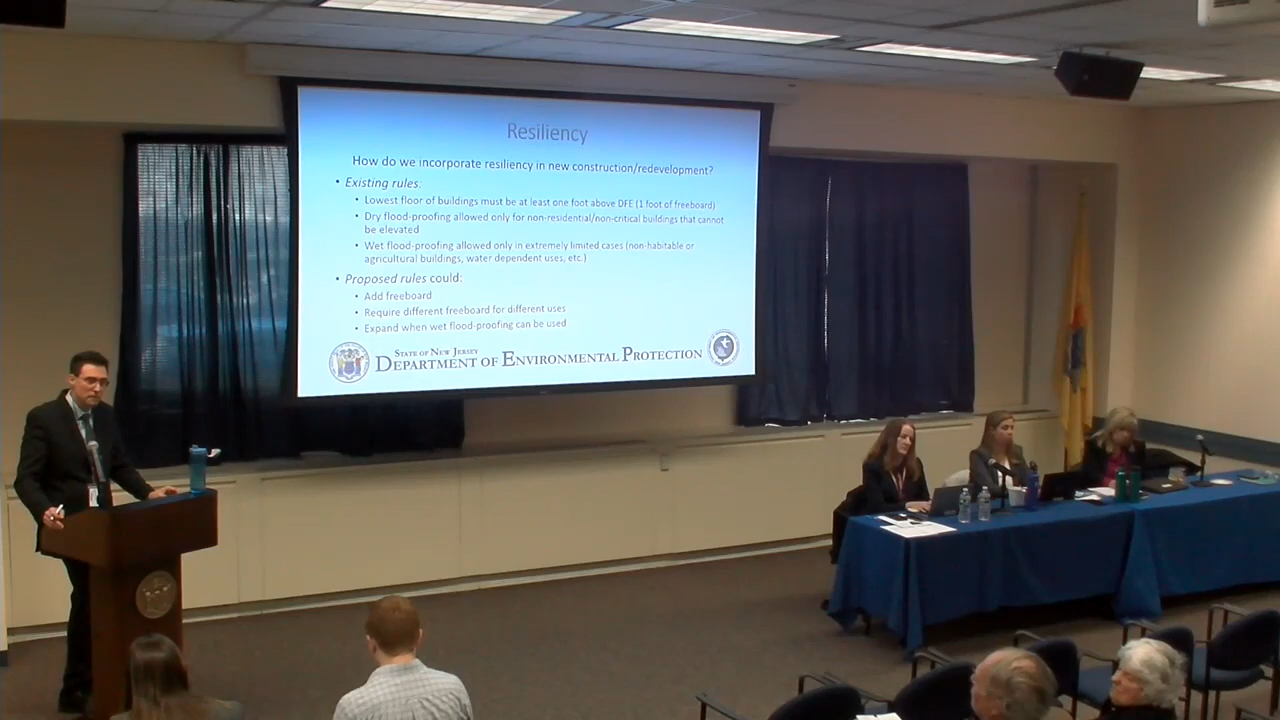 Resiliency
How do we incorporate resiliency in new construction/redevelopment?
• Existing rules:
• Lowest floor of buildings must be at least one foot above DFE (1 foot of freeboard)
• Dry flood-proofing allowed only for non-residential/non-critical buildings that cannot
be elevated
• Wet flood-proofing allowed only in extremely limited cases (non-habitable or
agricultural buildings, water dependent uses, etc.)
• Proposed rules could:
• Add freeboard
• Require different freeboard for different uses
• Expand when wet flood-proofing can be used
STATE OF NEW JERSEY
DEPARTMENT OF ENVIRONMENTAL PROTECTION